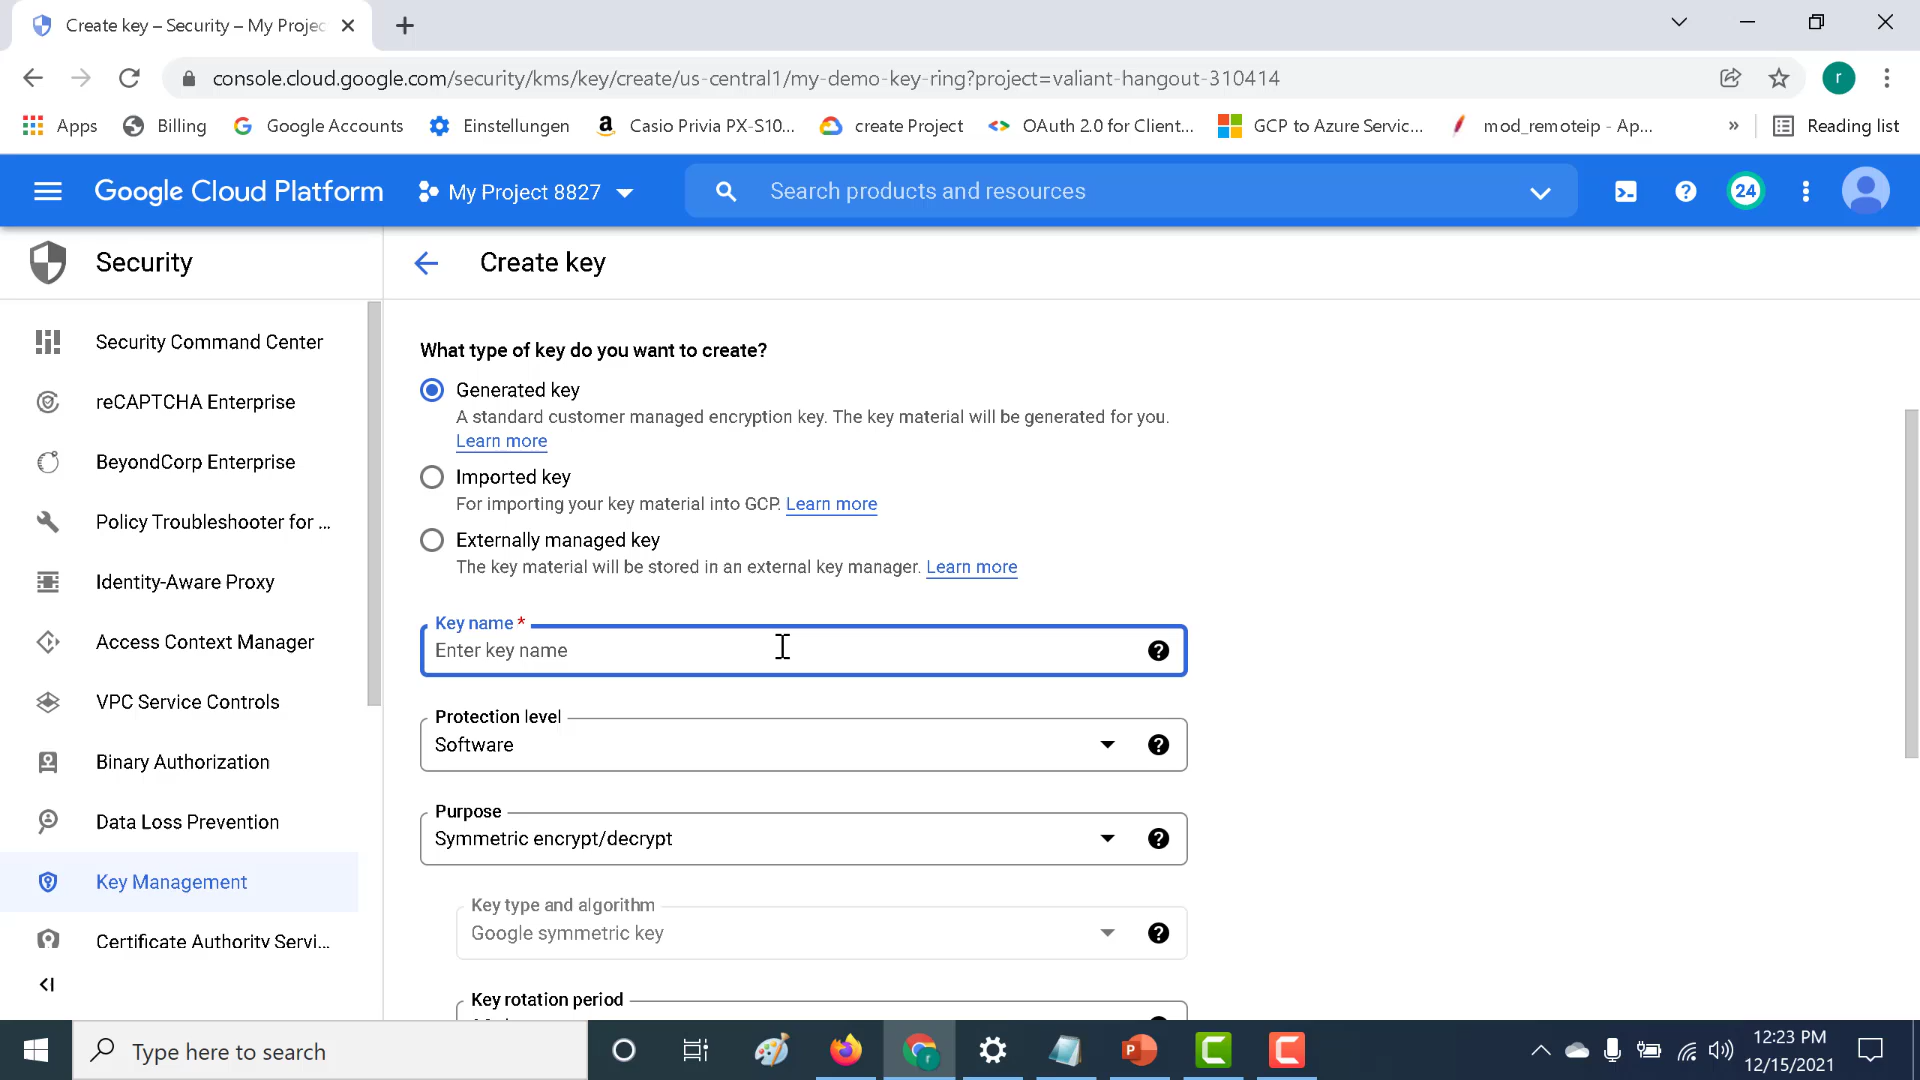 Create key – Security – My Projec
console.cloud.google.com/security/kms/key/create/us-central1/my-demo-key-ring?project=valiant-hangout-310414
r
Apps
Billing
Google Accounts
Einstellungen
Casio Privia PX-S10...
create Project
OAuth 2.0 for Client...
GCP to Azure Servic...
mod_remoteip - Ap...
»
Reading list
Google Cloud Platform
My Project 8827
Search products and resources
24
Security
Create key
Security Command Center
reCAPTCHA Enterprise
BeyondCorp Enterprise
Policy Troubleshooter for ...
Identity-Aware Proxy
Access Context Manager
VPC Service Controls
Binary Authorization
Data Loss Prevention
Key Management
Certificate Authority Servi...
What type of key do you want to create?
Generated key
A standard customer managed encryption key. The key material will be generated for you.
Learn more
Imported key
For importing your key material into GCP. Learn more
Externally managed key
The key material will be stored in an external key manager. Learn more
Key name *
Enter key name
Protection level
Software
Purpose
Symmetric encrypt/decrypt
Key type and algorithm
Google symmetric key
Key rotation period
Type here to search
12:23 PM
12/15/2021